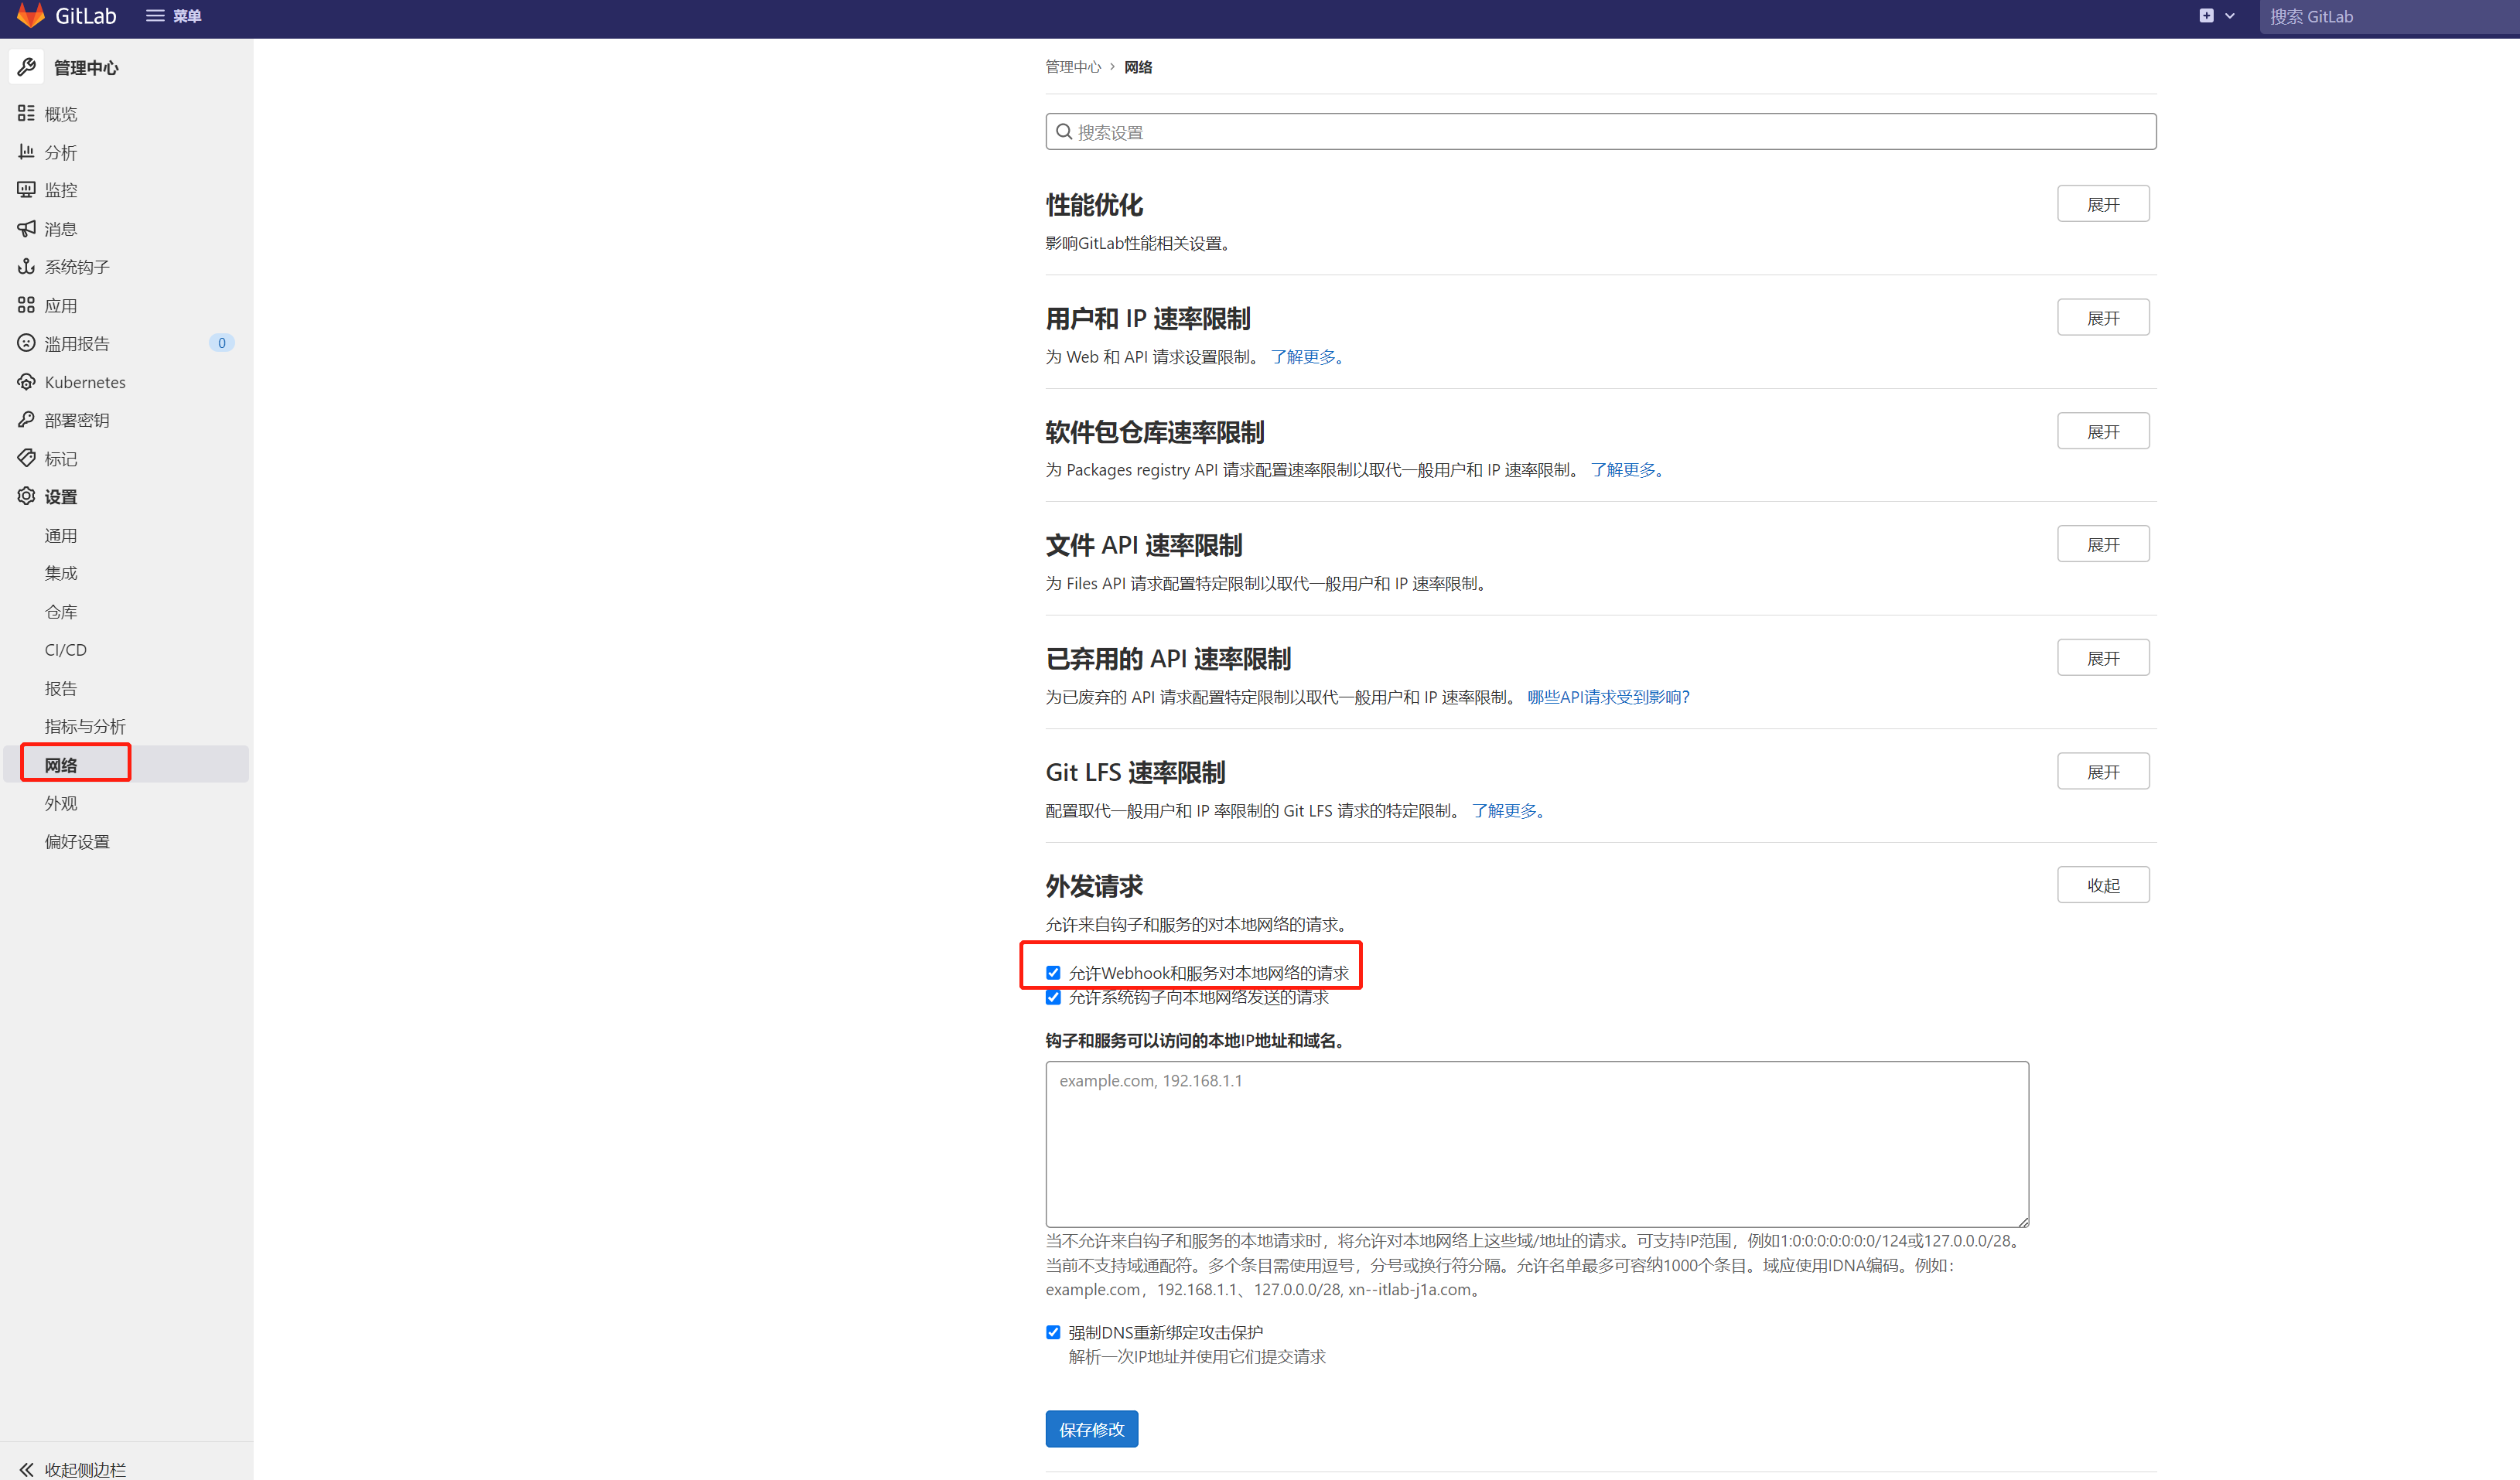 GitLab
菜单
搜索 GitLab
管理中心
概览
分析
监控
消息
系统钩子
应用
滥用报告
0
Kubernetes
部署密钥
标记
设置
通用
集成
仓库
CI/CD
报告
指标与分析
网络
外观
偏好设置
收起侧边栏
管理中心 › 网络
搜索设置
性能优化
展开
影响GitLab性能相关设置。
用户和 IP 速率限制
展开
为 Web 和 API 请求设置限制。 了解更多。
软件包仓库速率限制
展开
为 Packages registry API 请求配置速率限制以取代一般用户和 IP 速率限制。 了解更多。
文件 API 速率限制
展开
为 Files API 请求配置特定限制以取代一般用户和 IP 速率限制。
已弃用的 API 速率限制
展开
为已废弃的 API 请求配置特定限制以取代一般用户和 IP 速率限制。 哪些API请求受到影响?
Git LFS 速率限制
展开
配置取代一般用户和 IP 率限制的 Git LFS 请求的特定限制。 了解更多。
外发请求
收起
允许来自钩子和服务的对本地网络的请求。
允许Webhook和服务对本地网络的请求
允许系统钩子向本地网络发送的请求
钩子和服务可以访问的本地IP地址和域名。
example.com, 192.168.1.1
当不允许来自钩子和服务的本地请求时，将允许对本地网络上这些域/地址的请求。可支持IP范围，例如1:0:0:0:0:0:0:0/124或127.0.0.0/28。
当前不支持域通配符。多个条目需使用逗号，分号或换行符分隔。允许名单最多可容纳1000个条目。域应使用IDNA编码。例如：
example.com，192.168.1.1、127.0.0.0/28, xn--itlab-j1a.com。
强制DNS重新绑定攻击保护
解析一次IP地址并使用它们提交请求
保存修改